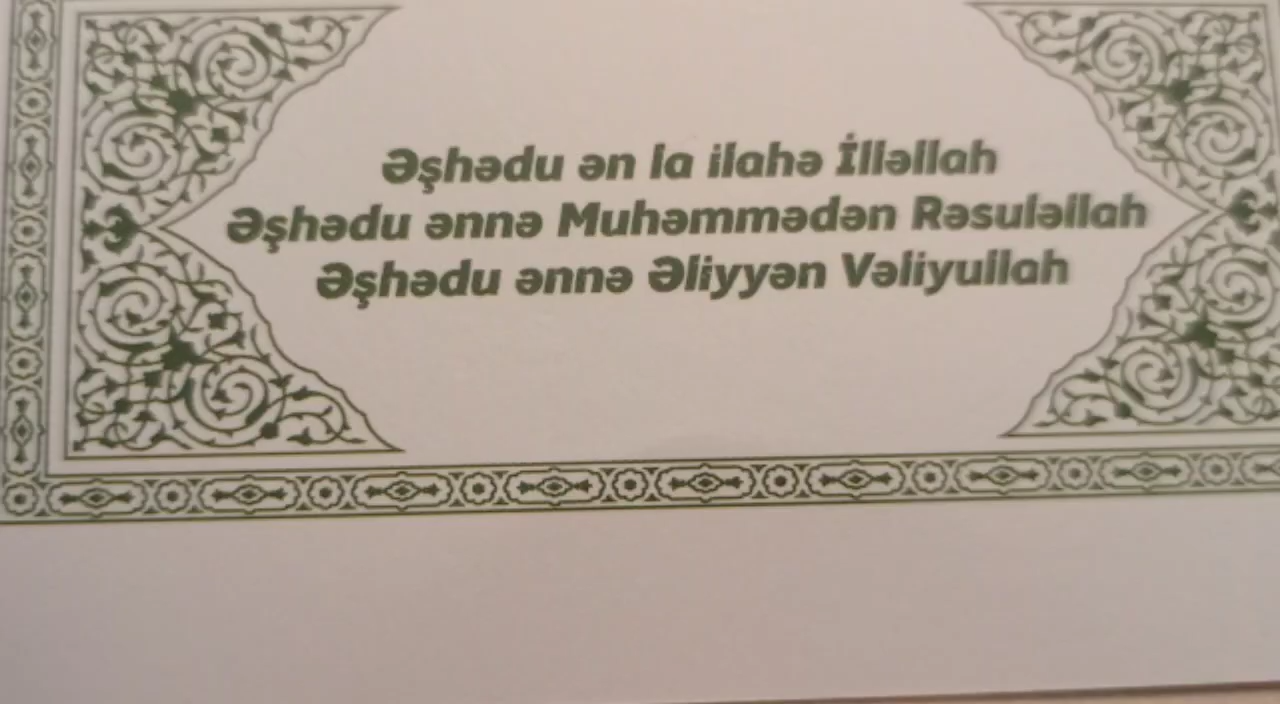 Əşhədu ən la ilahə İlləllah
Əşhədu ənnə Muhəmmədən Rəsuləllah
Əşhədu ənnə Əliyyən Vəliyullah